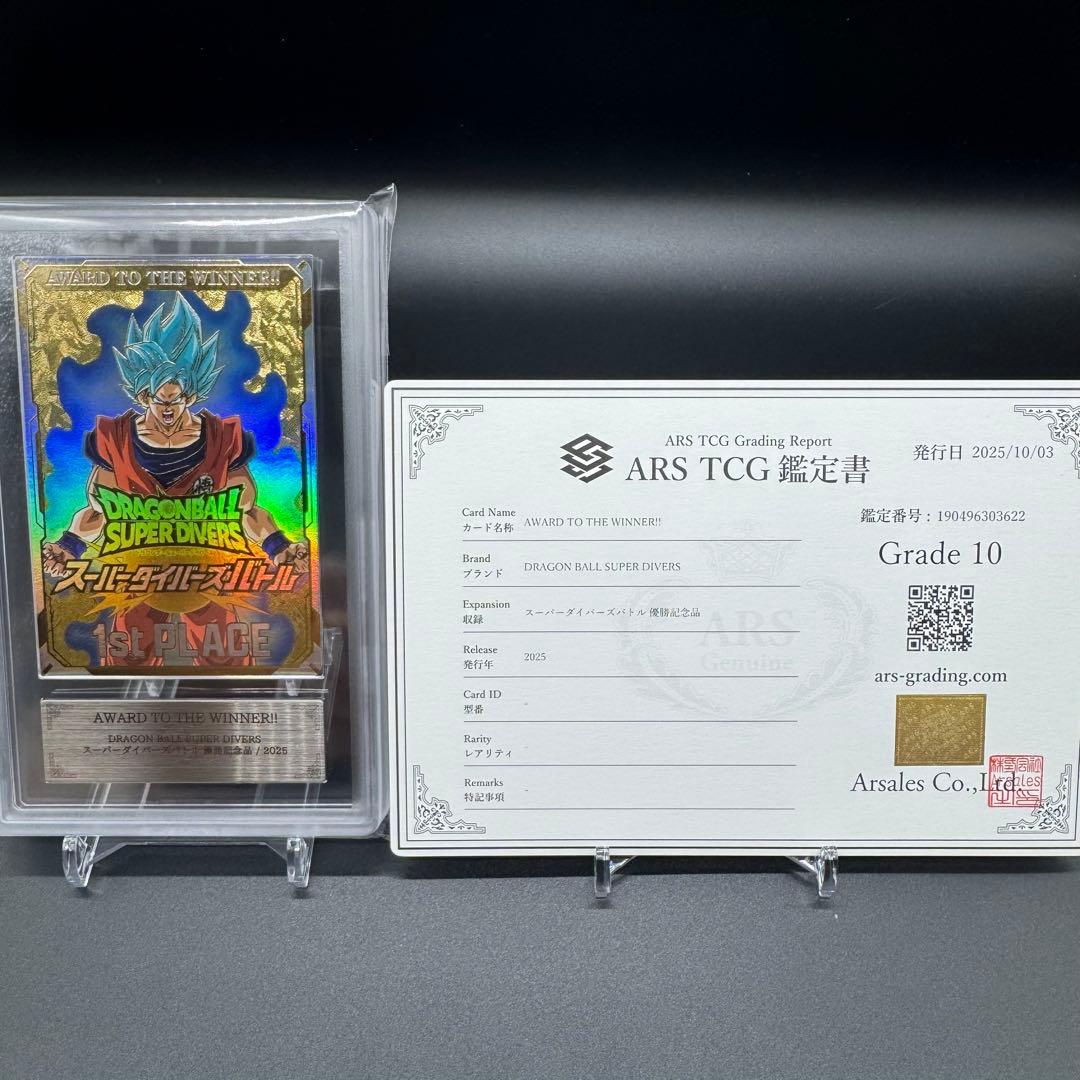 AWARD TO THE WINNER!!
DRAGONBALL
SUPER DIVERS
スーパーダイバーズバトル
1st PLACE
AWARD TO THE WINNER!!
DRAGON BALL SUPER DIVERS
スーパーダイバーズバトル 優勝記念品 / 2025
ARS TCG Grading Report
ARS TCG 鑑定書
発行日 2025/10/03
鑑定番号 : 190496303622
Grade 10
ars-grading.com
Arsales Co.,Ltd.
Card Name
カード名称 AWARD TO THE WINNER!!
Brand
ブランド DRAGON BALL SUPER DIVERS
Expansion
収録 スーパーダイバーズバトル 優勝記念品
Release
発行年 2025
Card ID
型番 -
Rarity
レアリティ -
Remarks
特記事項 -
ARS
Genuine
Arsales